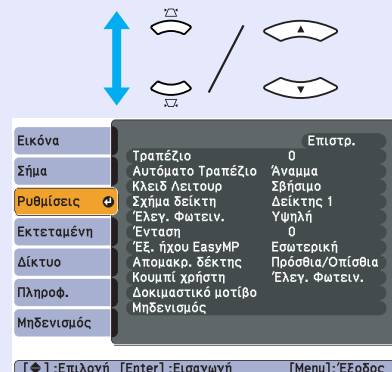 Εικόνα
Σήμα
Ρυθμίσεις
Εκτεταμένη
Δίκτυο
Πληροφ.
Μηδενισμός
Επιστρ.
Τραπέζιο 0
Αυτόματο Τραπέζιο Άναμμα
Κλειδ Λειτουρ Σβήσιμο
Σχήμα δείκτη Δείκτης 1
Έλεγ. Φωτειν. Υψηλή
Ένταση 0
Έξ. ήχου EasyMP Εσωτερική
Απομακρ. δέκτης Πρόσθια/Οπίσθια
Κουμπί χρήστη Έλεγ. Φωτειν.
Δοκιμαστικό μοτίβο
Μηδενισμός
[◆] :Επιλογή [Enter] :Εισαγωγή [Menu]:Έξοδος